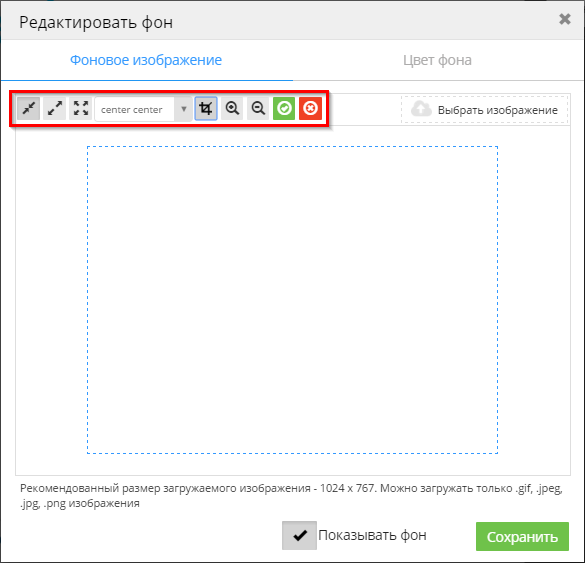 Редактировать фон
Фоновое изображение
Цвет фона
center center
Выбрать изображение
Рекомендованный размер загружаемого изображения - 1024 x 767. Можно загружать только .gif, .jpeg,
.jpg, .png изображения
Показывать фон
Сохранить